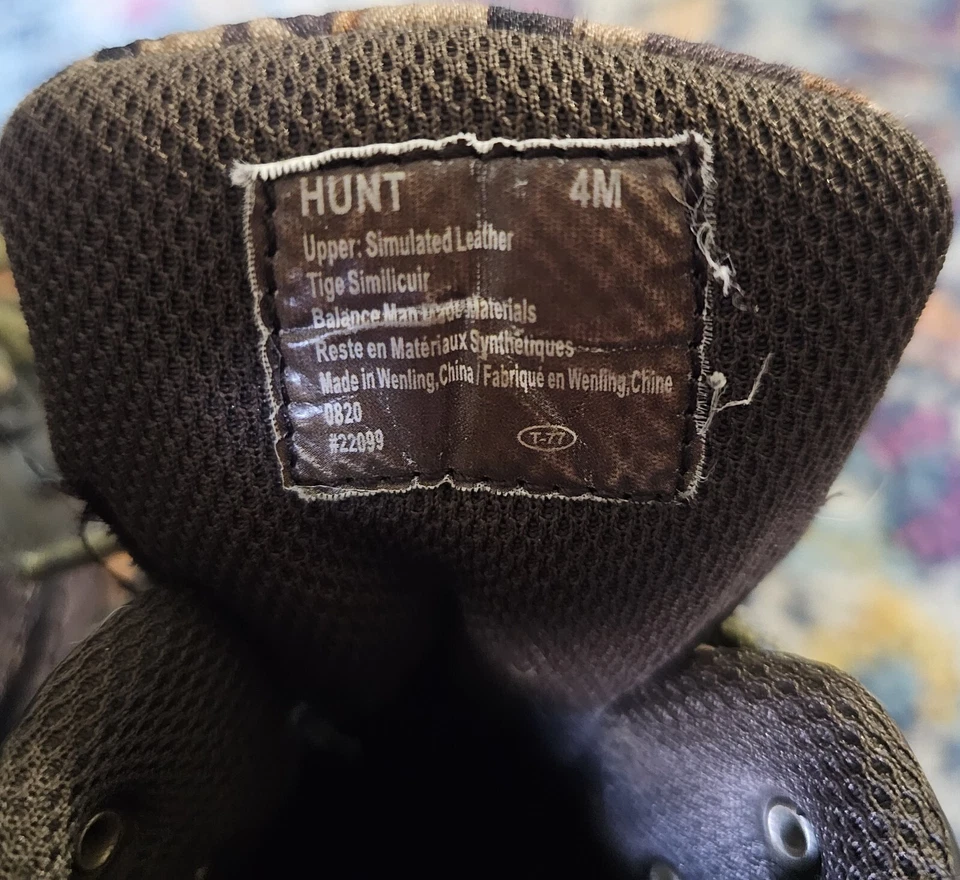 HUNT 4M
Upper: Simulated Leather
Tige Similicuir
Balance Man made Materials
Reste en Matériaux Synthétiques
Made in Wenling, China / Fabriqué en Wenling, Chine
0820
#22099
T-77